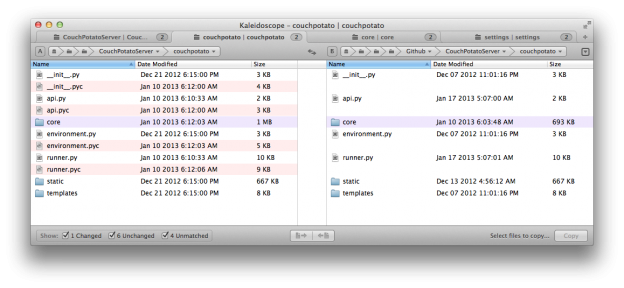 Kaleidoscope – couchpotato | couchpotato
CouchPotatoServer | Couc... 2 couchpotato | couchpotato 2 core | core 2 settings | settings 2 +
A CouchPotatoServer couchpotato B Github CouchPotatoServer couchpotato
Name Date Modified Size Name Date Modified Size
__init__.py Dec 21 2012 6:15:00 PM 3 KB __init__.py Dec 07 2012 11:01:16 PM 3 KB
__init__.pyc Jan 10 2013 6:12:00 AM 4 KB
api.py Jan 10 2013 6:10:33 AM 2 KB api.py Jan 17 2013 5:07:00 AM 2 KB
api.pyc Jan 10 2013 6:12:00 AM 3 KB
core Jan 10 2013 6:12:03 AM 1 MB core Jan 10 2013 6:03:48 AM 693 KB
environment.py Dec 21 2012 6:15:00 PM 3 KB environment.py Dec 07 2012 11:01:16 PM 3 KB
environment.pyc Jan 10 2013 6:12:03 AM 5 KB
runner.py Jan 10 2013 6:10:33 AM 10 KB runner.py Jan 17 2013 5:07:01 AM 10 KB
runner.pyc Jan 10 2013 6:12:06 AM 9 KB
static Dec 21 2012 6:15:00 PM 667 KB static Dec 13 2012 4:56:12 AM 667 KB
templates Dec 21 2012 6:15:00 PM 8 KB templates Dec 07 2012 11:01:16 PM 8 KB
Show: 1 Changed 6 Unchanged 4 Unmatched Select files to copy... Copy